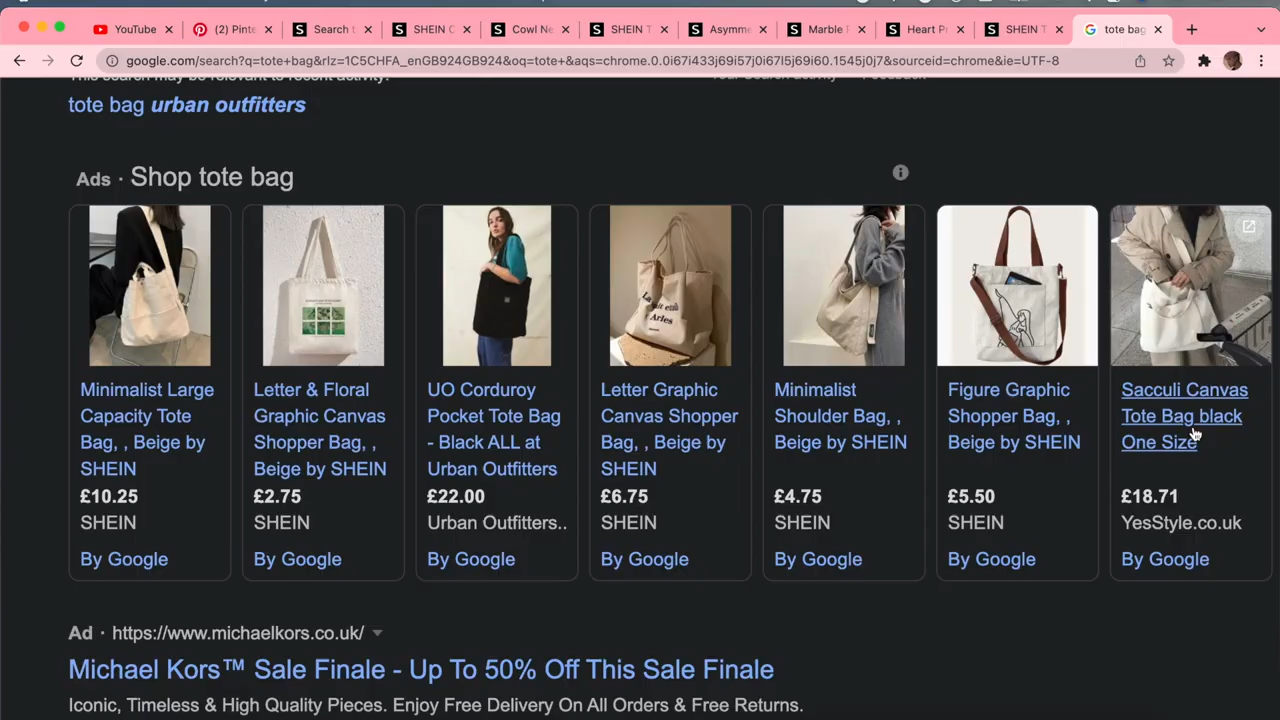 YouTube
(2) Pinte
Search t
SHEIN C
Cowl Ne
SHEIN T
Asymme
Marble F
Heart P
SHEIN T
tote bag
google.com/search?q=tote+bag&rlz=1C5CHFA_enGB924GB924&oq=tote+&aqs=chrome.0.0i67i433j69i57j0i67l5j69i60.1545j0j7&sourceid=chrome&ie=UTF-8
This search may be relevant to recent activity:
tote bag urban outfitters
Ads · Shop tote bag
Minimalist Large
Capacity Tote
Bag, , Beige by
SHEIN
£10.25
SHEIN
By Google
Letter & Floral
Graphic Canvas
Shopper Bag, ,
Beige by SHEIN
£2.75
SHEIN
By Google
UO Corduroy
Pocket Tote Bag
- Black ALL at
Urban Outfitters
£22.00
Urban Outfitters..
By Google
Letter Graphic
Canvas Shopper
Bag, , Beige by
SHEIN
£6.75
SHEIN
By Google
Minimalist
Shoulder Bag, ,
Beige by SHEIN
£4.75
SHEIN
By Google
Figure Graphic
Shopper Bag, ,
Beige by SHEIN
£5.50
SHEIN
By Google
Sacculi Canvas
Tote Bag black
One Size
£18.71
YesStyle.co.uk
By Google
Ad · https://www.michaelkors.co.uk/
Michael Kors™ Sale Finale - Up To 50% Off This Sale Finale
Iconic, Timeless & High Quality Pieces. Enjoy Free Delivery On All Orders & Free Returns.